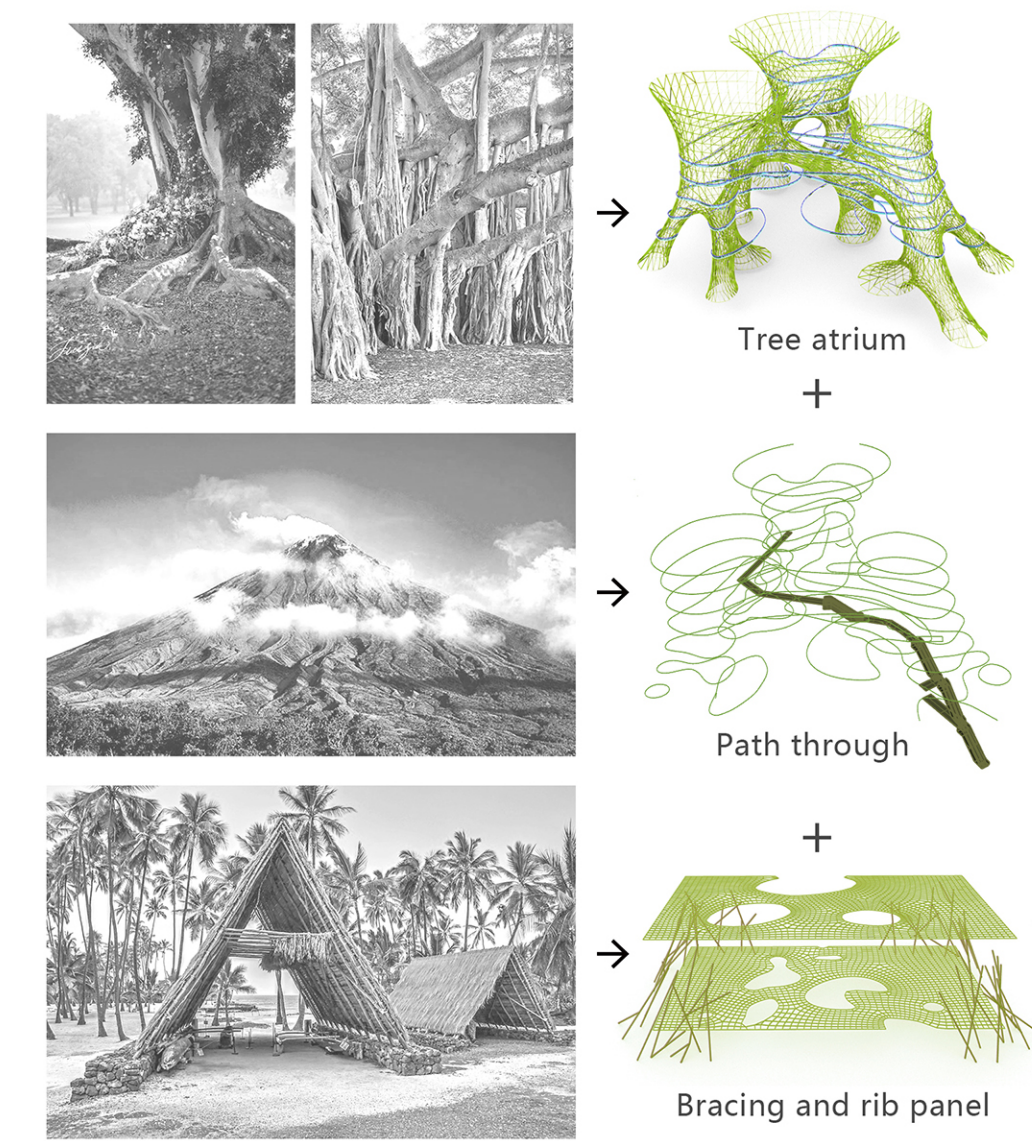 Tree atrium
+
Path through
+
Bracing and rib panel